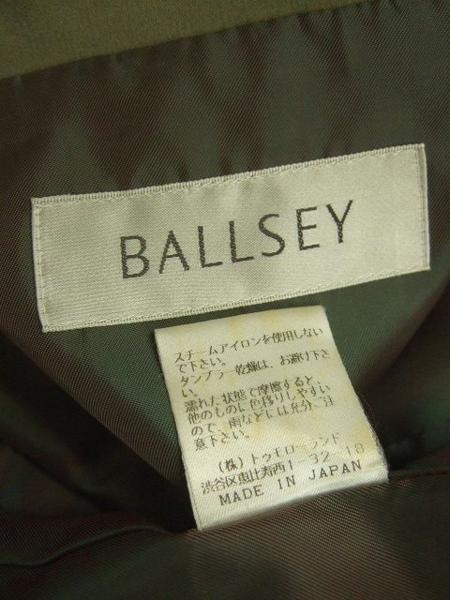 BALLSEY
スチームアイロンを使用しない
で下さい。
タンブラー乾燥は、お避け下さ
い。
濡れた状態で摩擦すると、
他のものに色移りしやすい
ので、雨などには充分ご注
意下さい。
(株)トゥモローランド
渋谷区恵比寿西1-32-18
MADE IN JAPAN